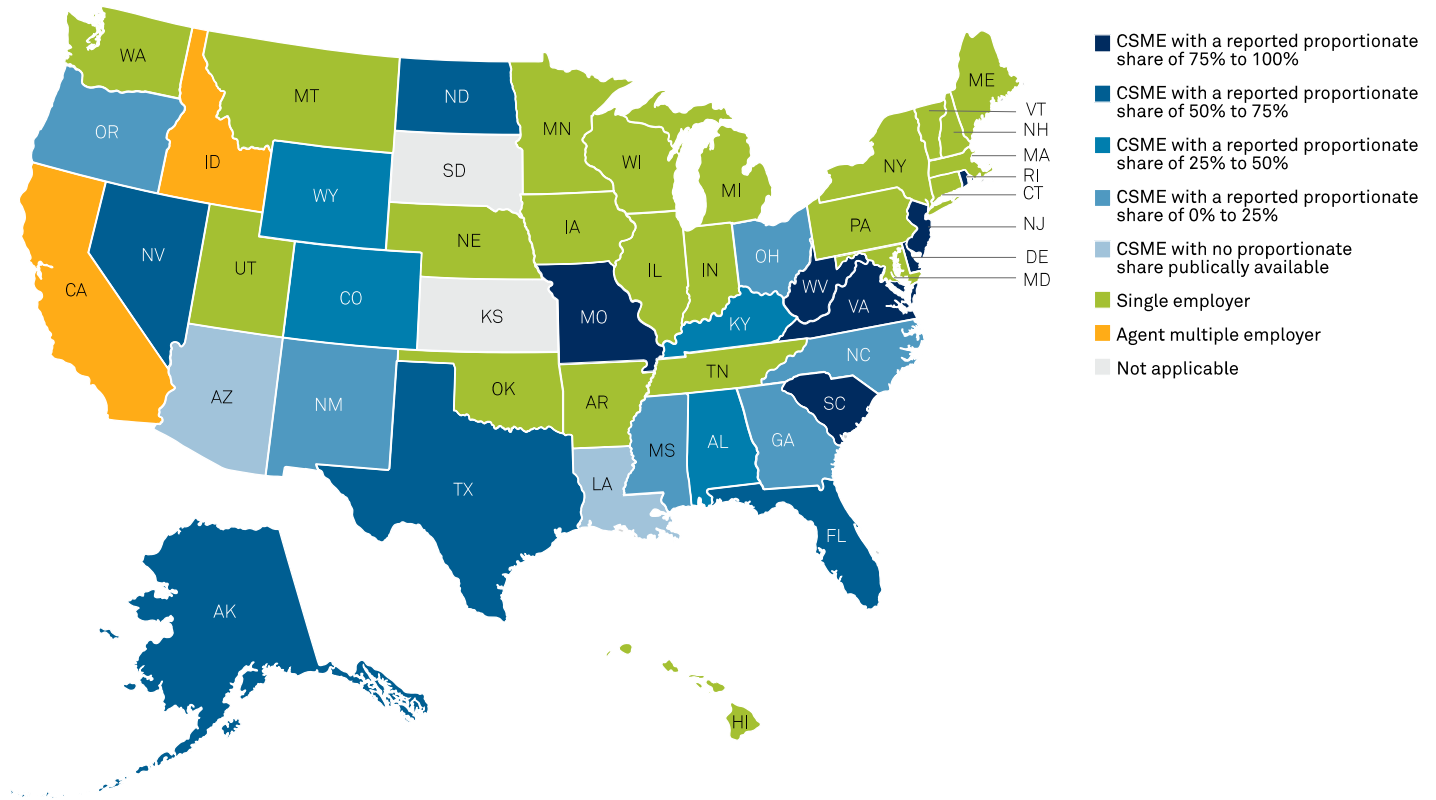 WA
OR
ID
MT
ND
MN
WI
MI
ME
VT
NH
MA
RI
CT
NJ
DE
MD
NY
PA
SD
WY
NV
CA
UT
CO
NE
IA
IL
IN
OH
WV
VA
KS
MO
KY
NC
AZ
NM
OK
AR
TN
SC
TX
LA
MS
AL
GA
FL
AK
HI
CSME with a reported proportionate
share of 75% to 100%
CSME with a reported proportionate
share of 50% to 75%
CSME with a reported proportionate
share of 25% to 50%
CSME with a reported proportionate
share of 0% to 25%
CSME with no proportionate
share publically available
Single employer
Agent multiple employer
Not applicable